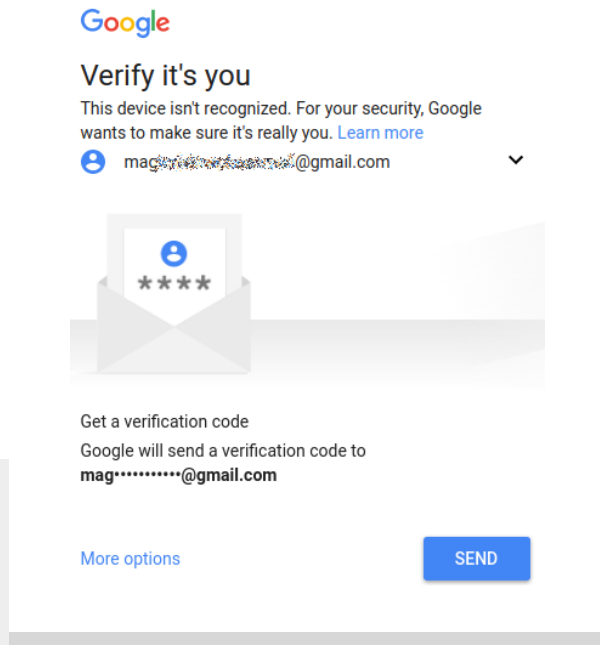 Google
Verify it's you
This device isn't recognized. For your security, Google
wants to make sure it's really you. Learn more
mag @gmail.com
****
Get a verification code
Google will send a verification code to
mag•••••••••••@gmail.com
More options
SEND